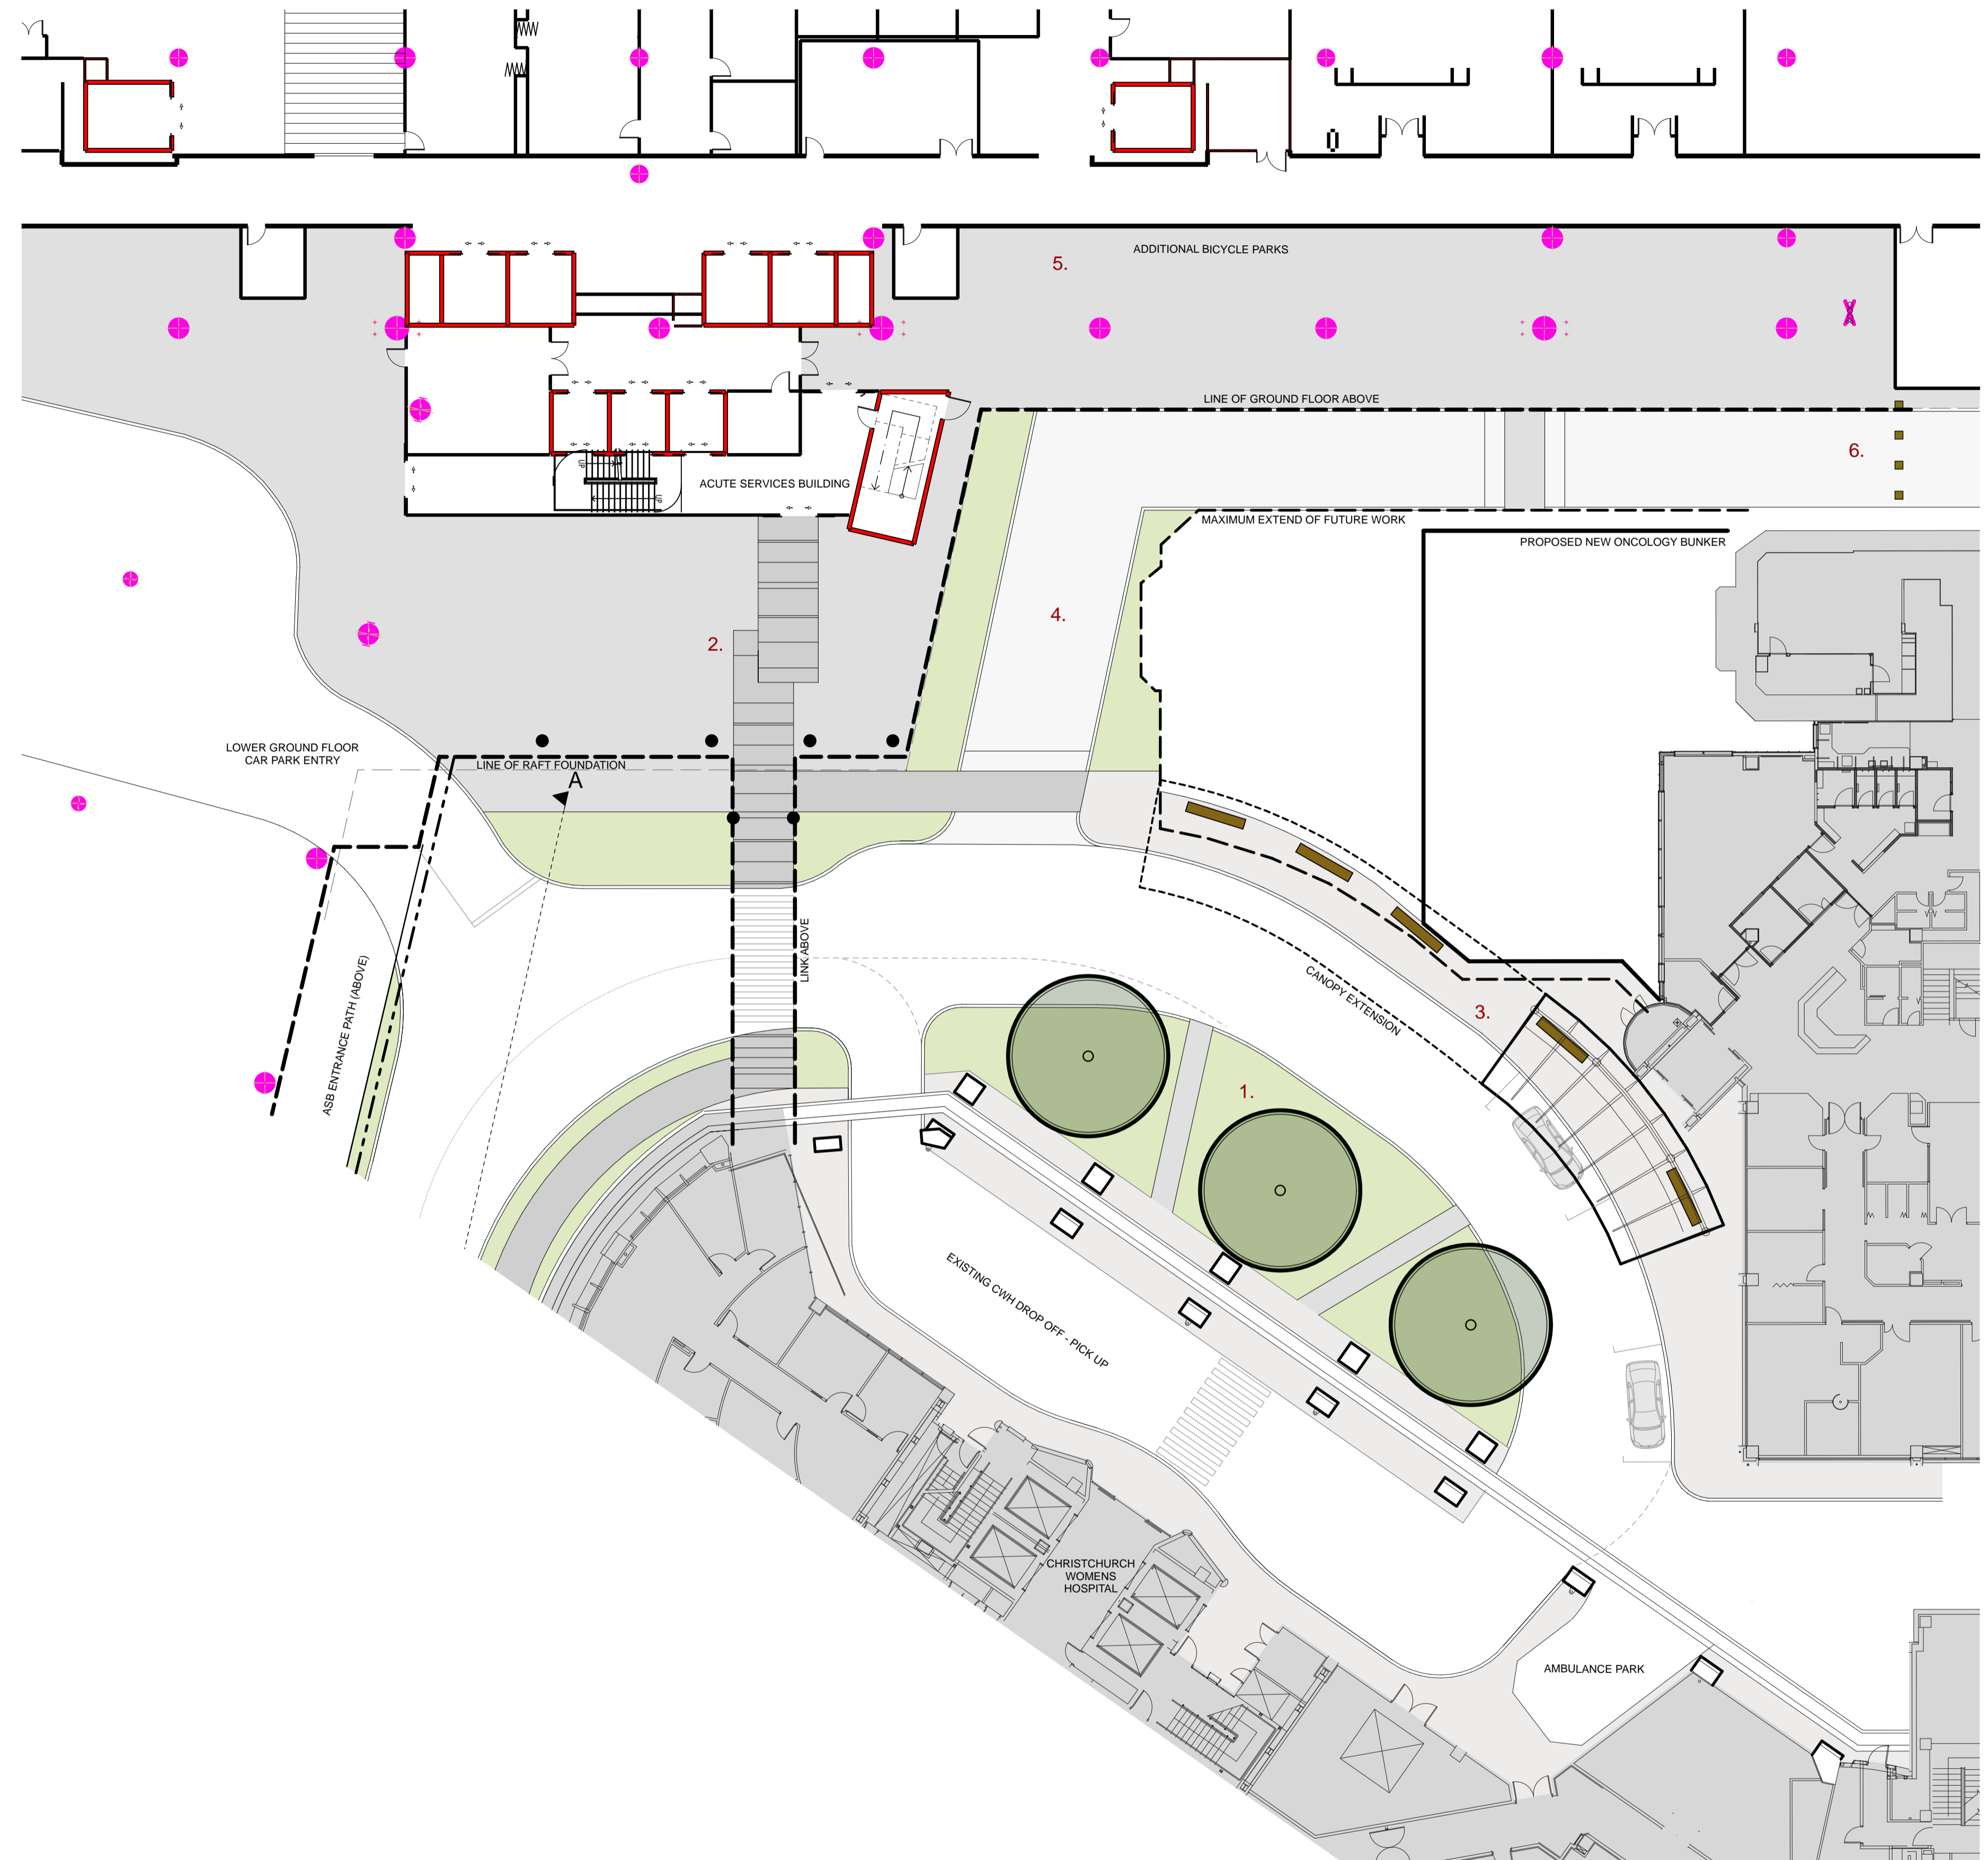 ADDITIONAL BICYCLE PARKS
5.
LINE OF GROUND FLOOR ABOVE
6.
UP
UP
ACUTE SERVICES BUILDING
MAXIMUM EXTEND OF FUTURE WORK
PROPOSED NEW ONCOLOGY BUNKER
4.
2.
LOWER GROUND FLOOR
CAR PARK ENTRY
LINE OF RAFT FOUNDATION
A
LINK ABOVE
ASB ENTRANCE PATH (ABOVE)
CANOPY EXTENSION
3.
1.
EXISTING CWH DROP OFF - PICK UP
CHRISTCHURCH
WOMENS
HOSPITAL
AMBULANCE PARK